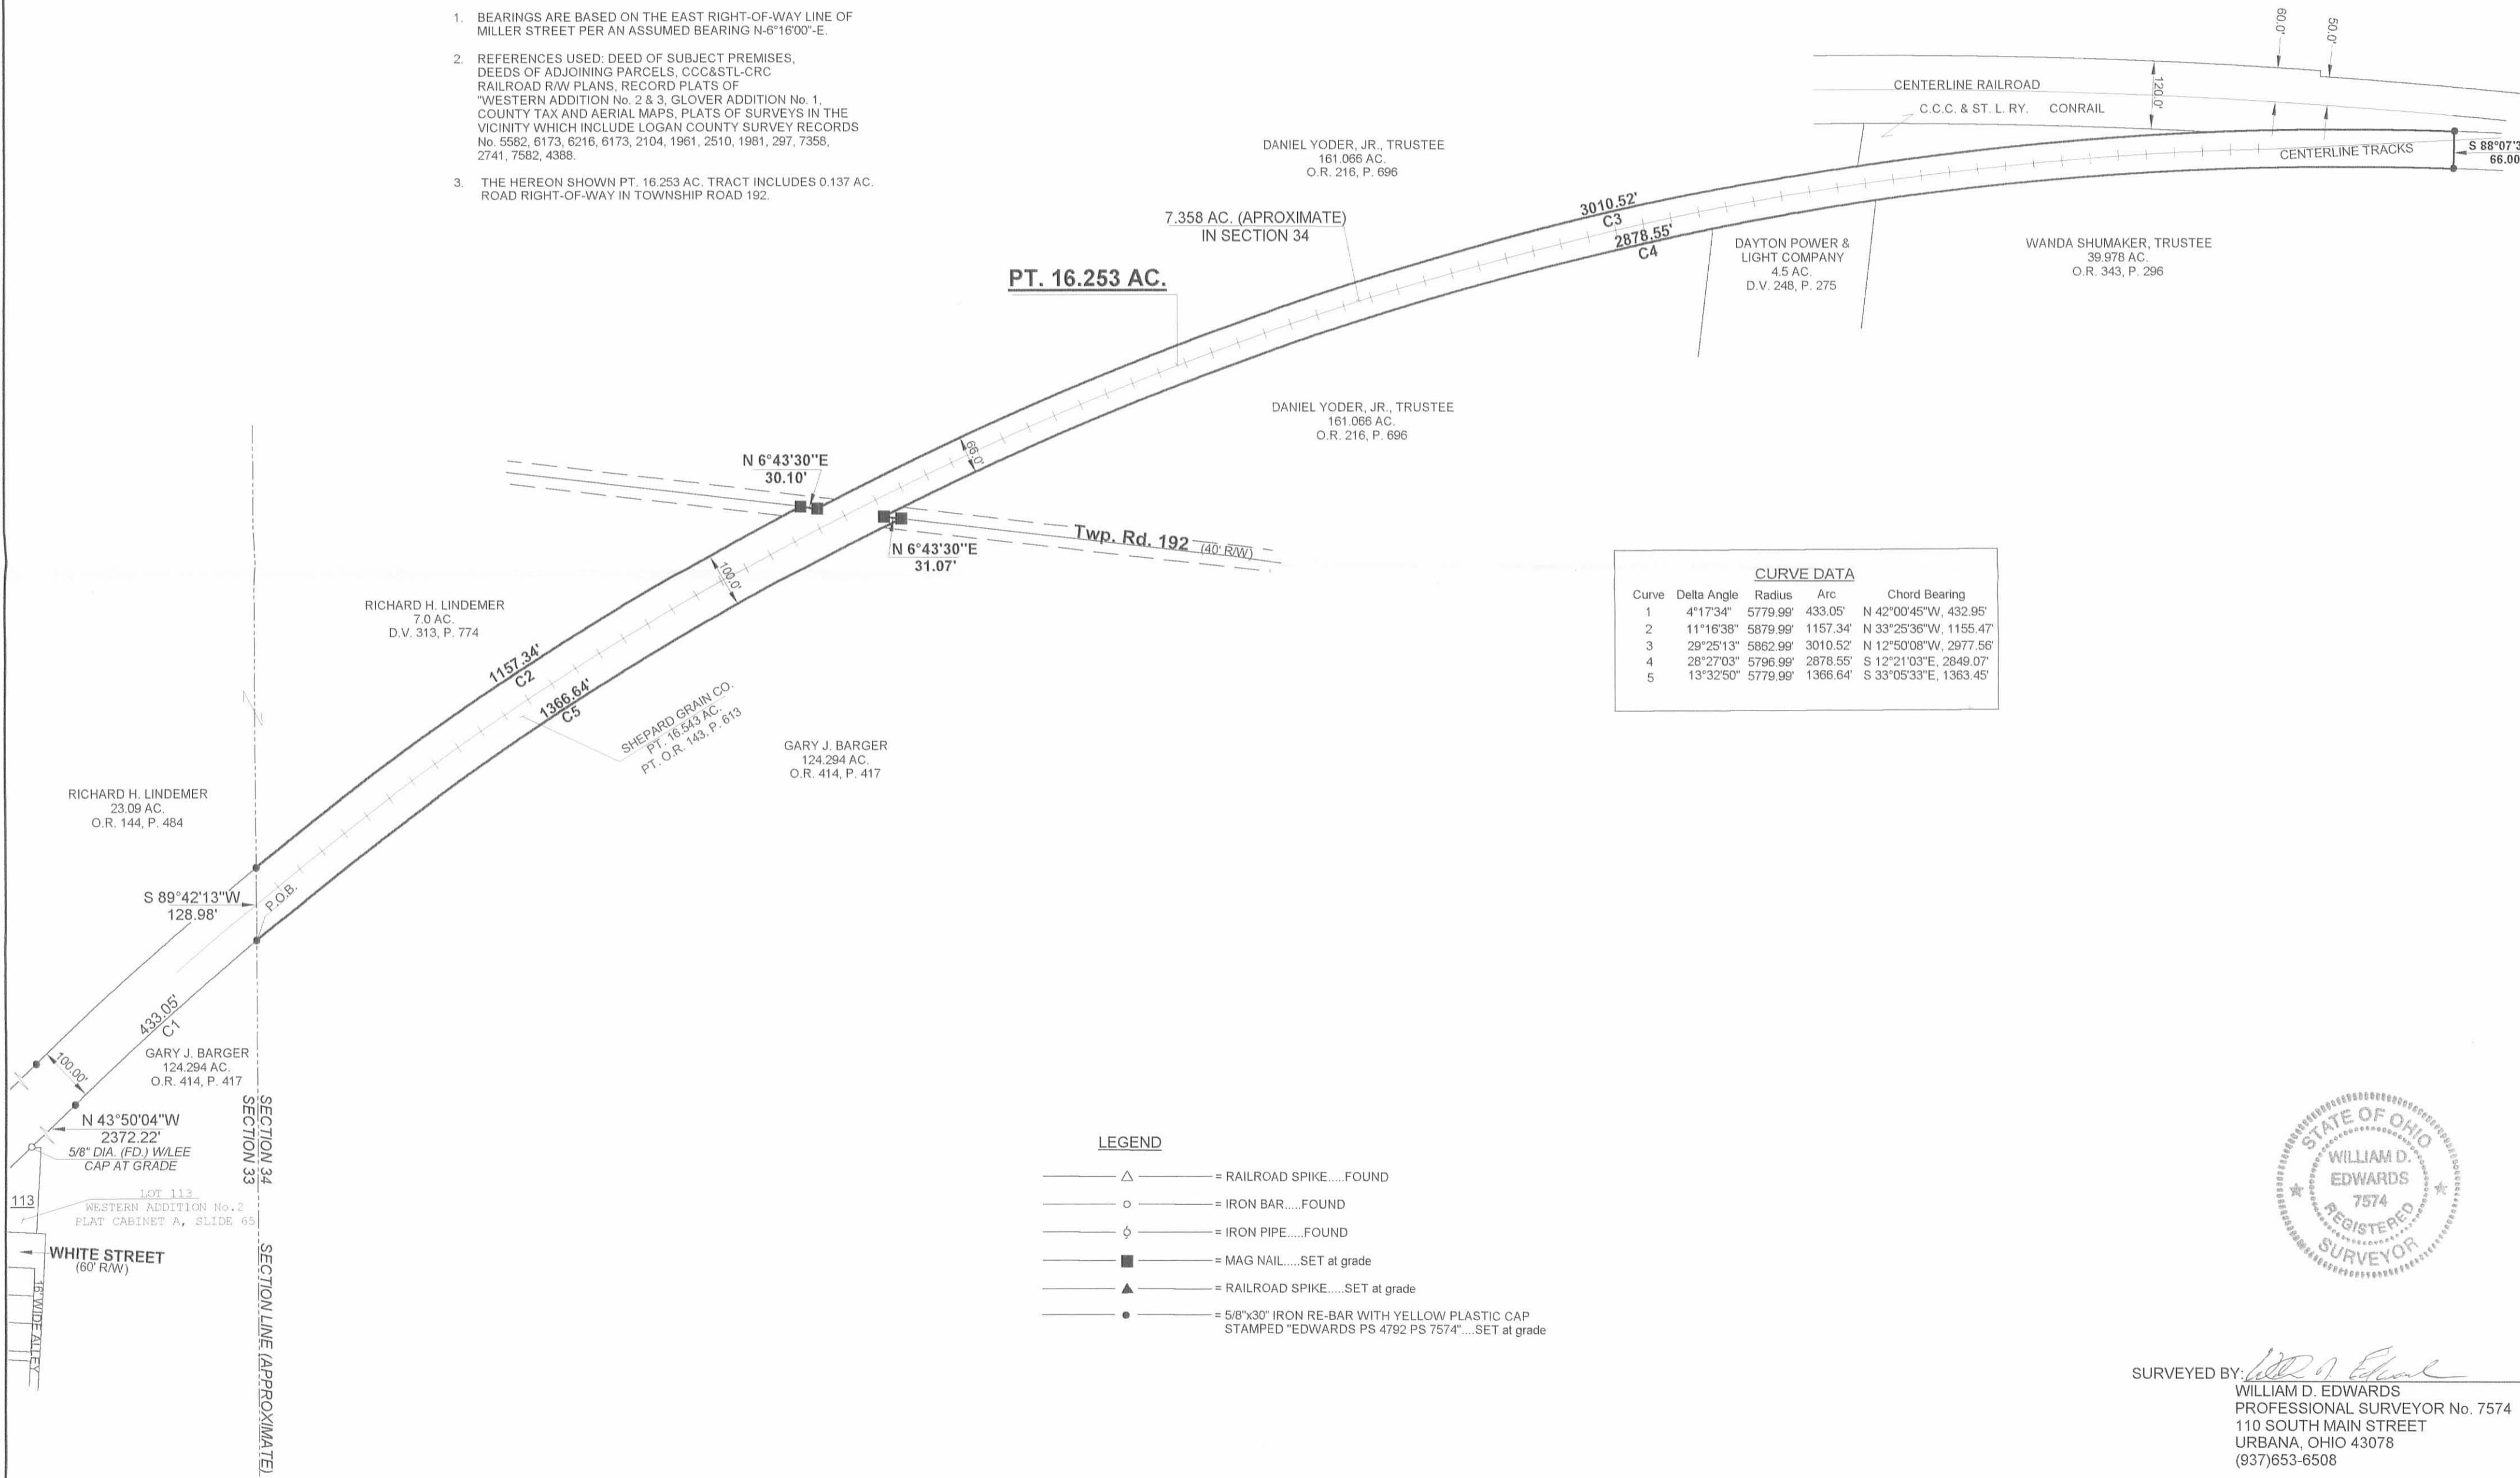 1. BEARINGS ARE BASED ON THE EAST RIGHT-OF-WAY LINE OF
MILLER STREET PER AN ASSUMED BEARING N-6°16'00"-E.
2. REFERENCES USED: DEED OF SUBJECT PREMISES,
DEEDS OF ADJOINING PARCELS, CCC&STL-CRC
RAILROAD R/W PLANS, RECORD PLATS OF
"WESTERN ADDITION No. 2 & 3, GLOVER ADDITION No. 1,
COUNTY TAX AND AERIAL MAPS, PLATS OF SURVEYS IN THE
VICINITY WHICH INCLUDE LOGAN COUNTY SURVEY RECORDS
No. 5582, 6173, 6216, 6173, 2104, 1961, 2510, 1981, 297, 7358,
2741, 7582, 4388.
3. THE HEREON SHOWN PT. 16.253 AC. TRACT INCLUDES 0.137 AC.
ROAD RIGHT-OF-WAY IN TOWNSHIP ROAD 192.
60.0'
50.0'
120.0'
CENTERLINE RAILROAD
C.C.C. & ST. L. RY. CONRAIL
CENTERLINE TRACKS
S 88°07'3
66.00
DANIEL YODER, JR., TRUSTEE
161.066 AC.
O.R. 216, P. 696
7.358 AC. (APROXIMATE)
IN SECTION 34
3010.52'
C3
2878.55'
C4
DAYTON POWER &
LIGHT COMPANY
4.5 AC.
D.V. 248, P. 275
WANDA SHUMAKER, TRUSTEE
39.978 AC.
O.R. 343, P. 296
PT. 16.253 AC.
DANIEL YODER, JR., TRUSTEE
161.066 AC.
O.R. 216, P. 696
66.0'
N 6°43'30"E
30.10'
N 6°43'30"E
31.07'
Twp. Rd. 192 (40' R/W)
100.0'
RICHARD H. LINDEMER
7.0 AC.
D.V. 313, P. 774
1157.34'
C2
1366.64'
C5
SHEPARD GRAIN CO.
PT. 16.543 AC.
PT. O.R. 143, P. 613
GARY J. BARGER
124.294 AC.
O.R. 414, P. 417
CURVE DATA
Curve Delta Angle Radius Arc Chord Bearing
1 4°17'34" 5779.99' 433.05' N 42°00'45"W, 432.95'
2 11°16'38" 5879.99' 1157.34' N 33°25'36"W, 1155.47'
3 29°25'13" 5862.99' 3010.52' N 12°50'08"W, 2977.56'
4 28°27'03" 5796.99' 2878.55' S 12°21'03"E, 2849.07'
5 13°32'50" 5779.99' 1366.64' S 33°05'33"E, 1363.45'
N
RICHARD H. LINDEMER
23.09 AC.
O.R. 144, P. 484
S 89°42'13"W
128.98'
P.O.B.
433.05'
C1
100.00'
GARY J. BARGER
124.294 AC.
O.R. 414, P. 417
N 43°50'04"W
2372.22'
5/8" DIA. (FD.) W/LEE
CAP AT GRADE
SECTION 34
SECTION 33
113
LOT 113
WESTERN ADDITION No.2
PLAT CABINET A, SLIDE 65
WHITE STREET
(60' R/W)
16' WIDE ALLEY
SECTION LINE (APPROXIMATE)
LEGEND
= RAILROAD SPIKE.....FOUND
= IRON BAR.....FOUND
= IRON PIPE.....FOUND
= MAG NAIL.....SET at grade
= RAILROAD SPIKE.....SET at grade
= 5/8"x30" IRON RE-BAR WITH YELLOW PLASTIC CAP
STAMPED "EDWARDS PS 4792 PS 7574"....SET at grade
STATE OF OHIO
WILLIAM D.
EDWARDS
7574
REGISTERED
SURVEYOR
SURVEYED BY:
WILLIAM D. EDWARDS
PROFESSIONAL SURVEYOR No. 7574
110 SOUTH MAIN STREET
URBANA, OHIO 43078
(937)653-6508